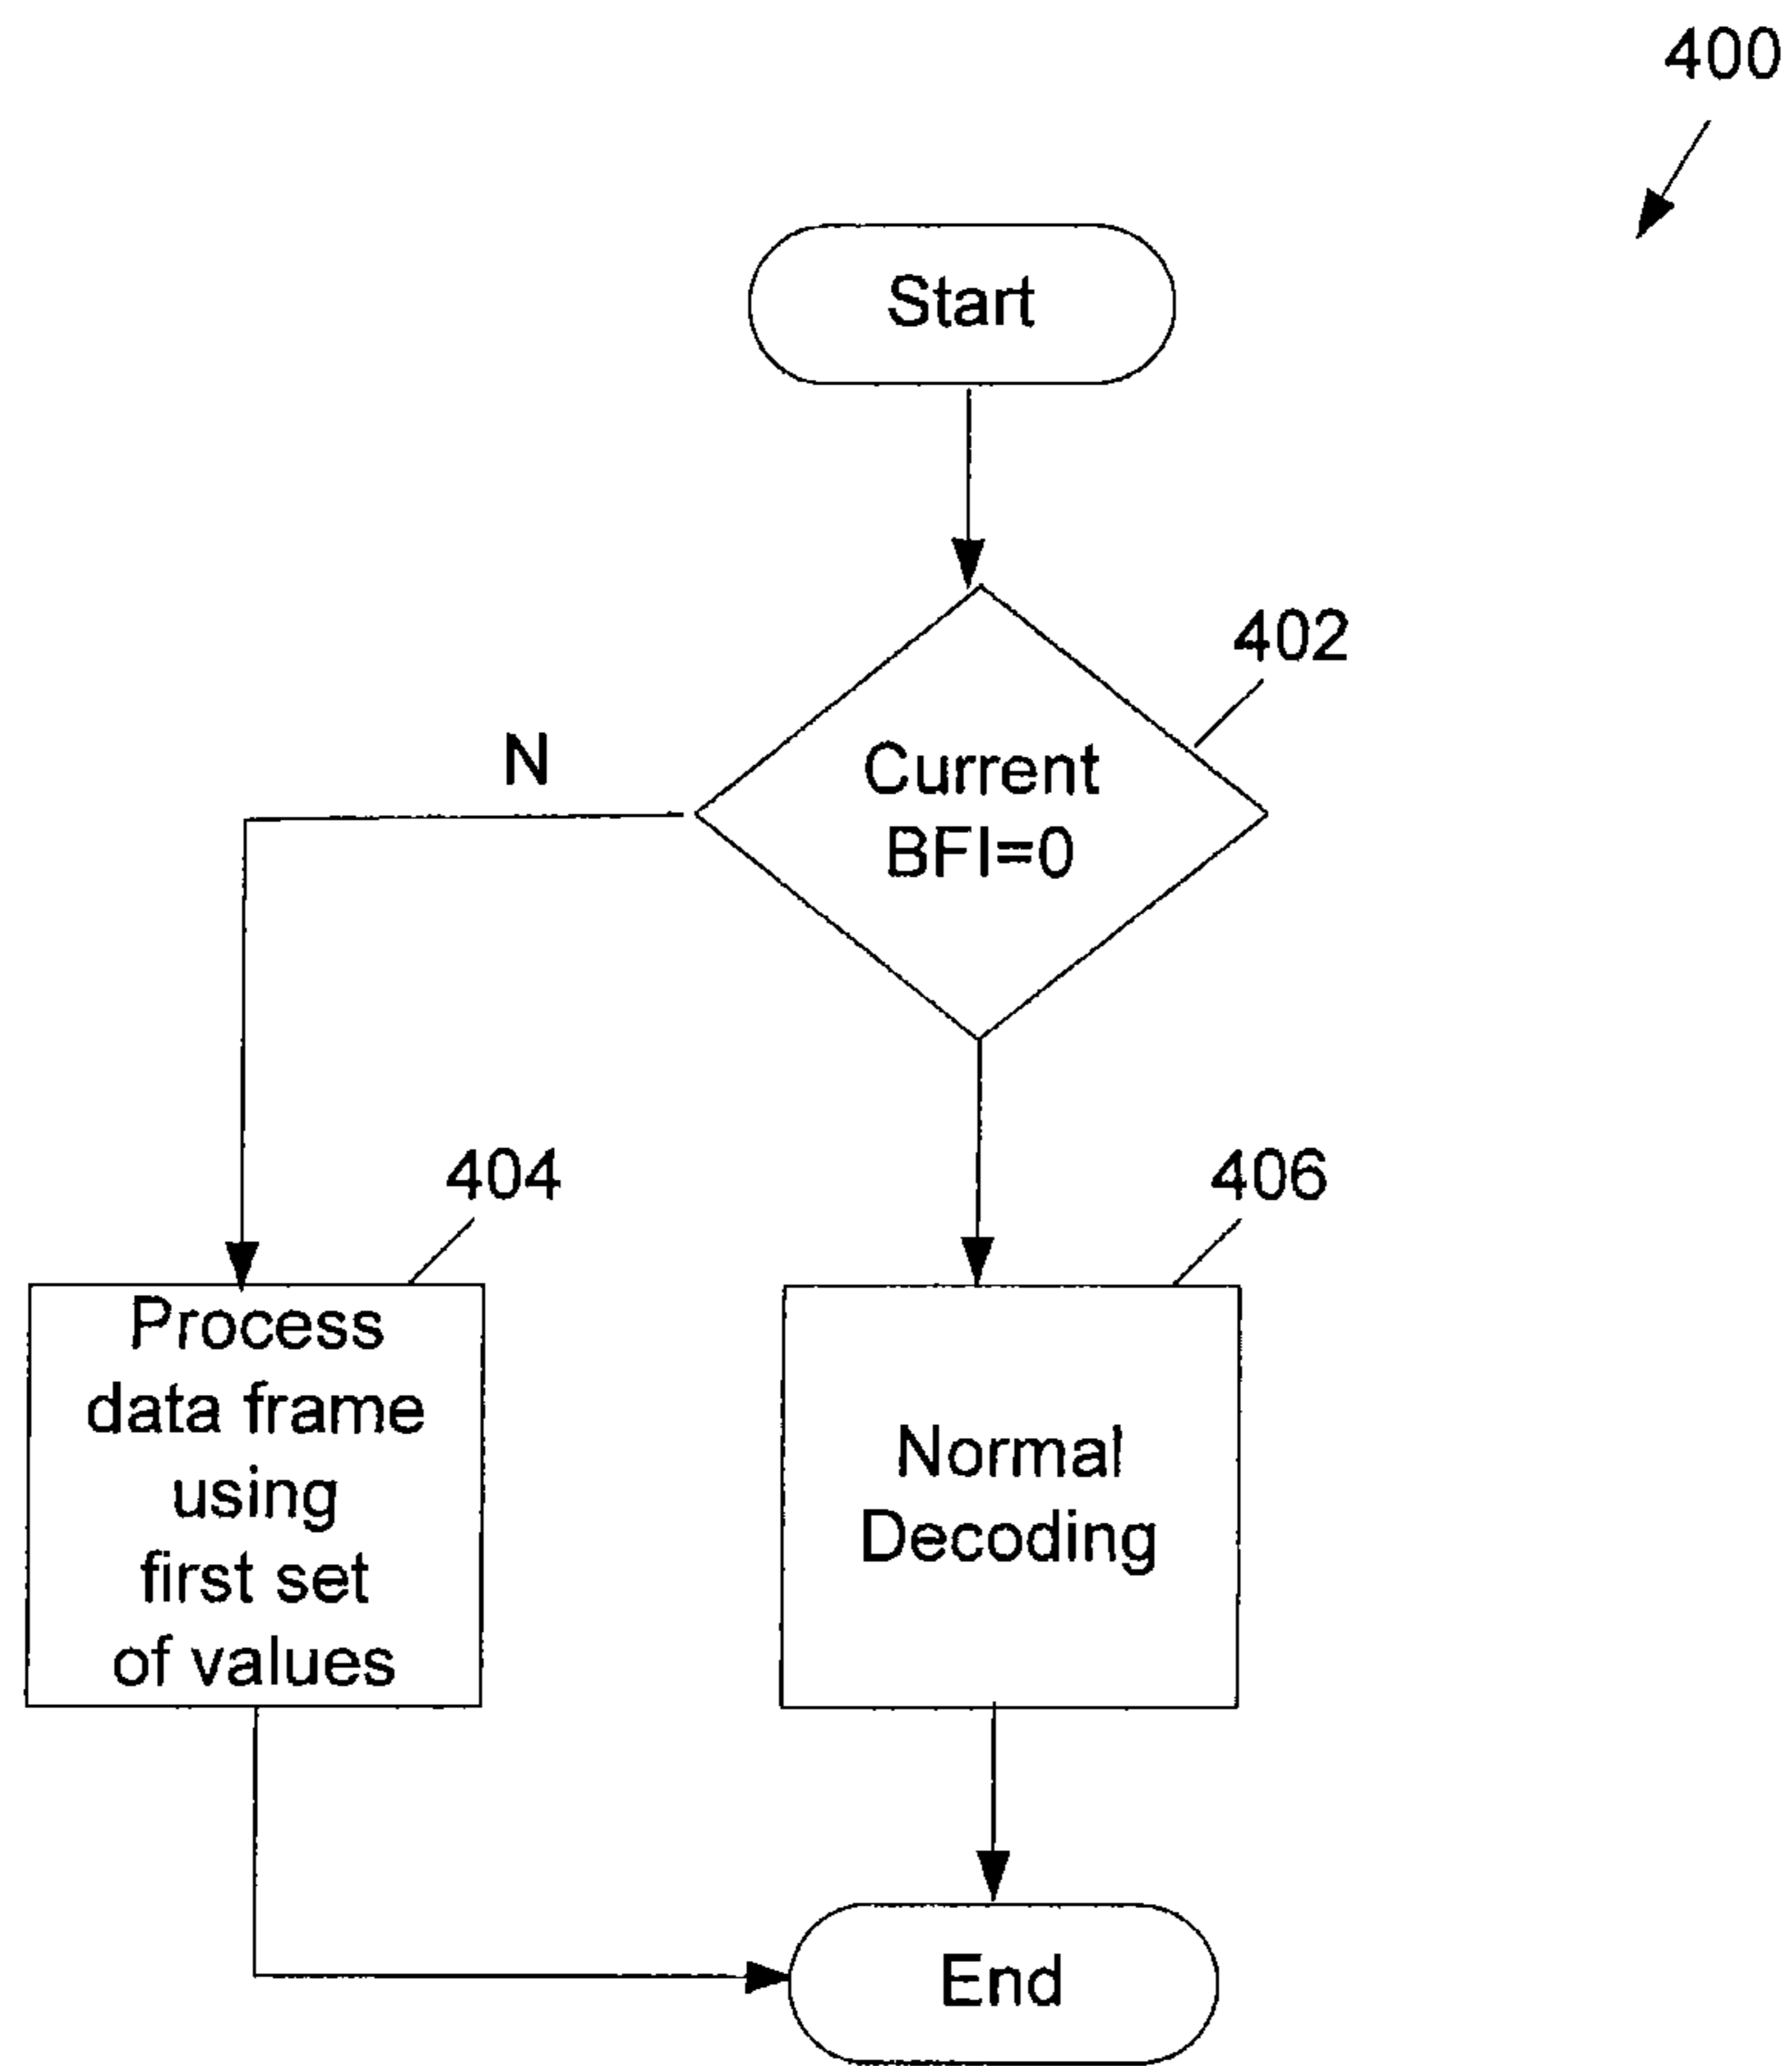 400
Start
402
Current
BFI=0
N
404
Process
data frame
using
first set
of values
406
Normal
Decoding
End